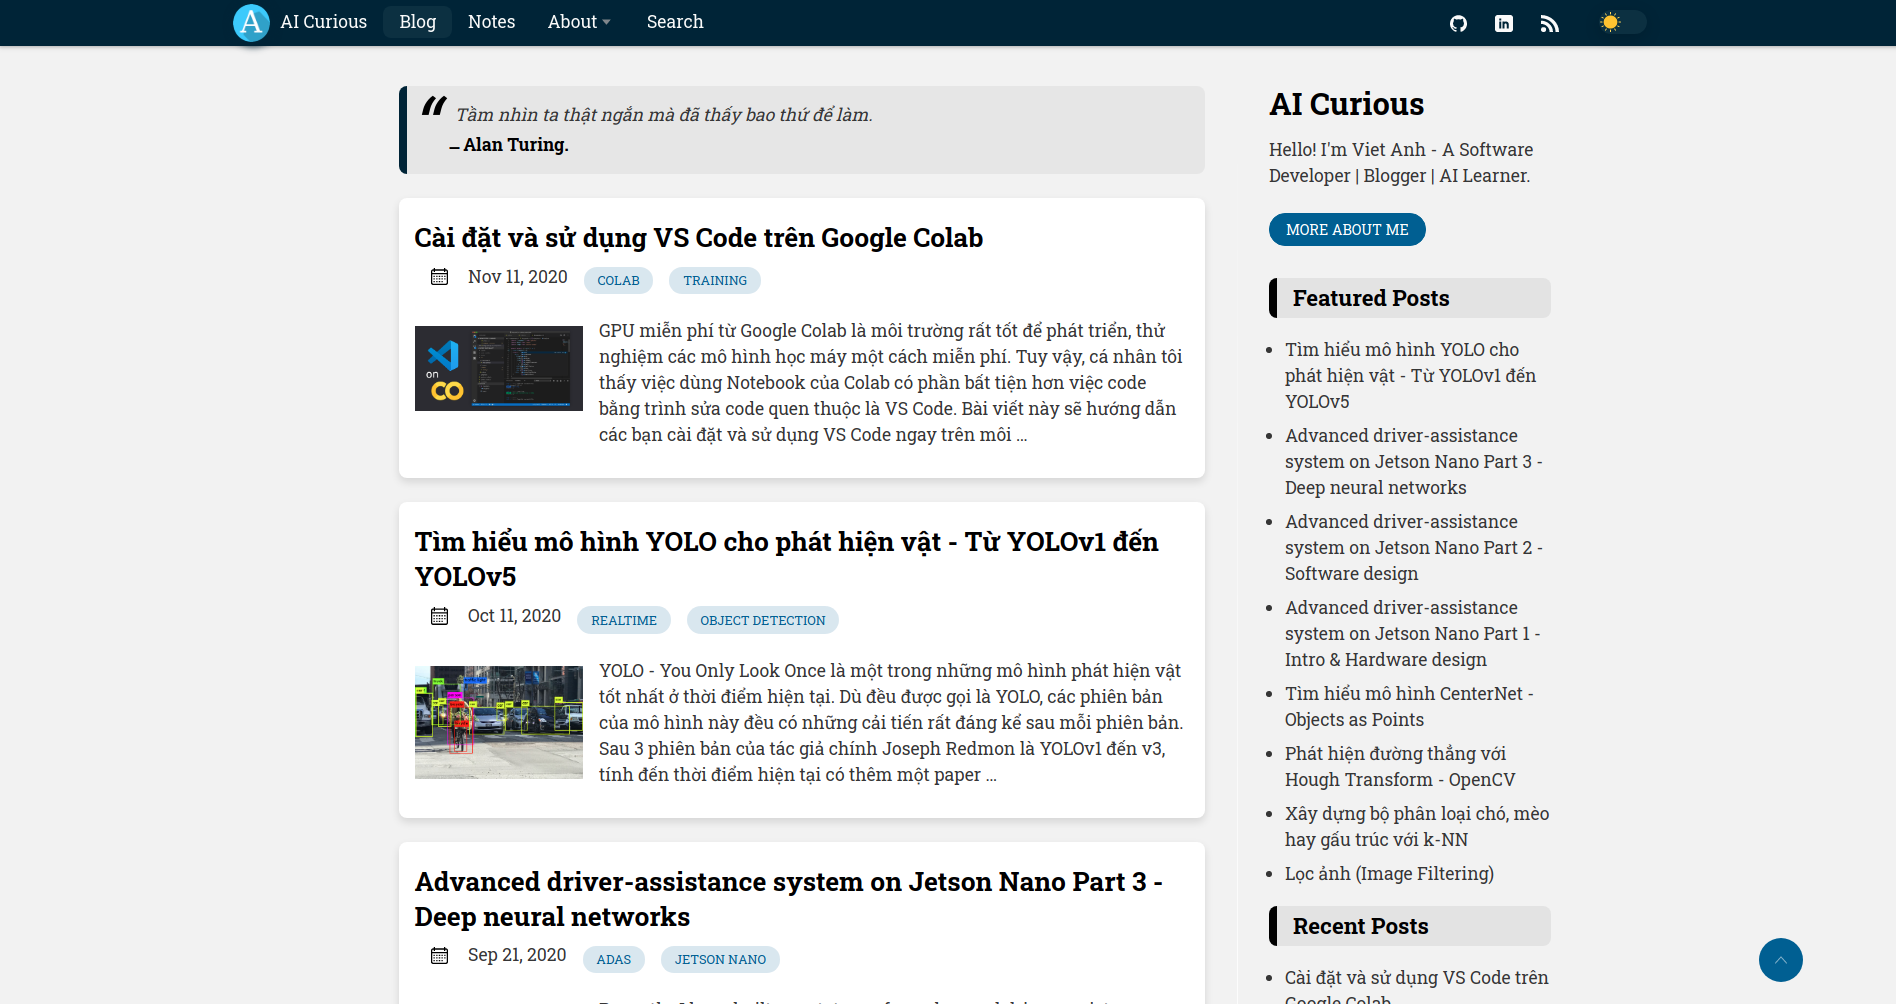 AI Curious
Blog
Notes
About
Search
“ Tầm nhìn ta thật ngắn mà đã thấy bao thứ để làm.
– Alan Turing.
Cài đặt và sử dụng VS Code trên Google Colab
Nov 11, 2020
COLAB
TRAINING
on
CO
GPU miễn phí từ Google Colab là môi trường rất tốt để phát triển, thử
nghiệm các mô hình học máy một cách miễn phí. Tuy vậy, cá nhân tôi
thấy việc dùng Notebook của Colab có phần bất tiện hơn việc code
bằng trình sửa code quen thuộc là VS Code. Bài viết này sẽ hướng dẫn
các bạn cài đặt và sử dụng VS Code ngay trên môi ...
Tìm hiểu mô hình YOLO cho phát hiện vật - Từ YOLOv1 đến
YOLOv5
Oct 11, 2020
REALTIME
OBJECT DETECTION
YOLO - You Only Look Once là một trong những mô hình phát hiện vật
tốt nhất ở thời điểm hiện tại. Dù đều được gọi là YOLO, các phiên bản
của mô hình này đều có những cải tiến rất đáng kể sau mỗi phiên bản.
Sau 3 phiên bản của tác giả chính Joseph Redmon là YOLOv1 đến v3,
tính đến thời điểm hiện tại có thêm một paper ...
Advanced driver-assistance system on Jetson Nano Part 3 -
Deep neural networks
Sep 21, 2020
ADAS
JETSON NANO
AI Curious
Hello! I'm Viet Anh - A Software
Developer | Blogger | AI Learner.
MORE ABOUT ME
Featured Posts
Tìm hiểu mô hình YOLO cho
phát hiện vật - Từ YOLOv1 đến
YOLOv5
Advanced driver-assistance
system on Jetson Nano Part 3 -
Deep neural networks
Advanced driver-assistance
system on Jetson Nano Part 2 -
Software design
Advanced driver-assistance
system on Jetson Nano Part 1 -
Intro & Hardware design
Tìm hiểu mô hình CenterNet -
Objects as Points
Phát hiện đường thẳng với
Hough Transform - OpenCV
Xây dựng bộ phân loại chó, mèo
hay gấu trúc với k-NN
Lọc ảnh (Image Filtering)
Recent Posts
Cài đặt và sử dụng VS Code trên
Google Colab